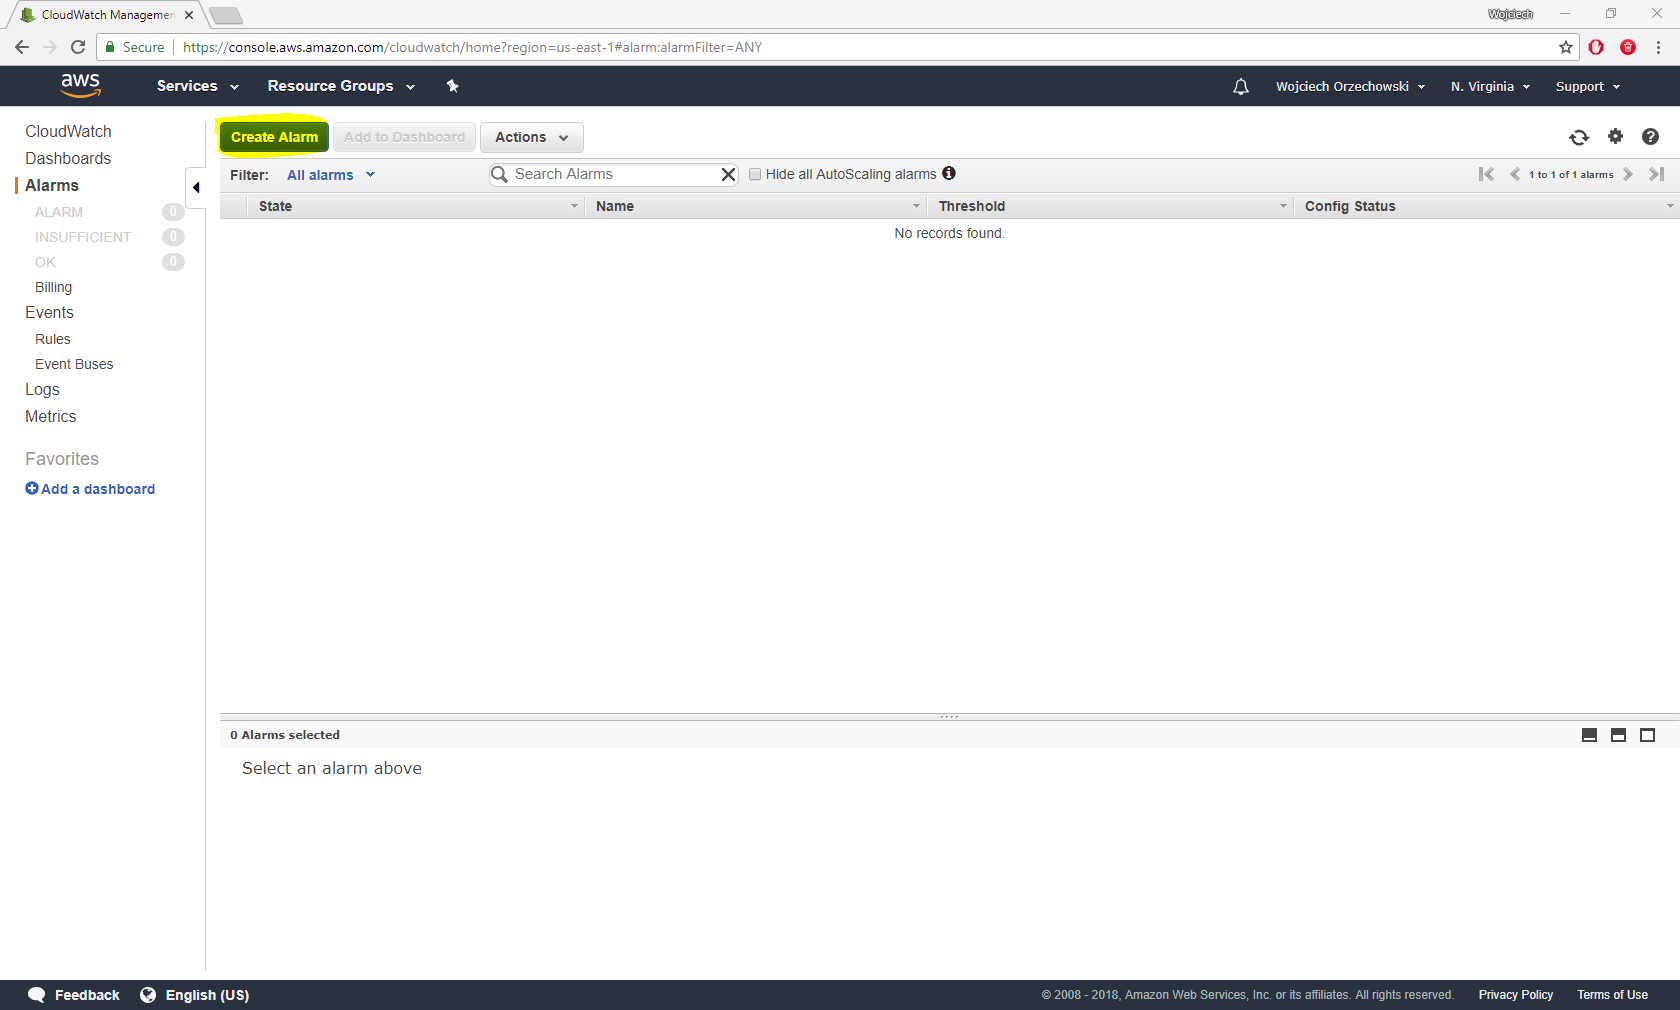 CloudWatch Managemen
Wojciech
Secure https://console.aws.amazon.com/cloudwatch/home?region=us-east-1#alarm:alarmFilter=ANY
aws Services Resource Groups Wojciech Orzechowski N. Virginia Support
CloudWatch
Dashboards
Alarms
ALARM 0
INSUFFICIENT 0
OK 0
Billing
Events
Rules
Event Buses
Logs
Metrics
Favorites
Add a dashboard
Create Alarm Add to Dashboard Actions
Filter: All alarms Search Alarms Hide all AutoScaling alarms 1 to 1 of 1 alarms
State Name Threshold Config Status
No records found.
0 Alarms selected
Select an alarm above
Feedback English (US) © 2008 - 2018, Amazon Web Services, Inc. or its affiliates. All rights reserved. Privacy Policy Terms of Use